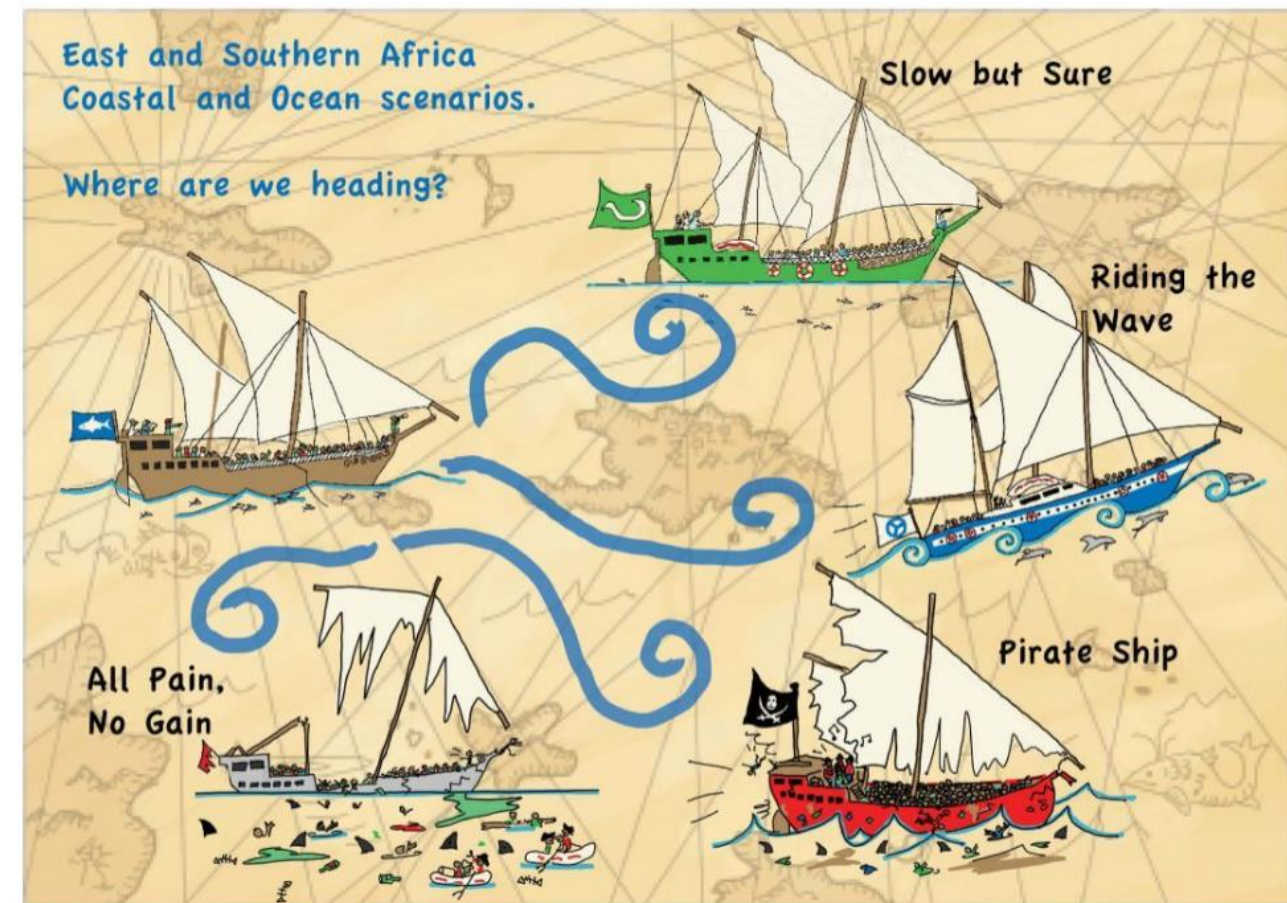 East and Southern Africa
Coastal and Ocean scenarios.
Where are we heading?
Slow but Sure
Riding the
Wave
All Pain,
No Gain
Pirate Ship